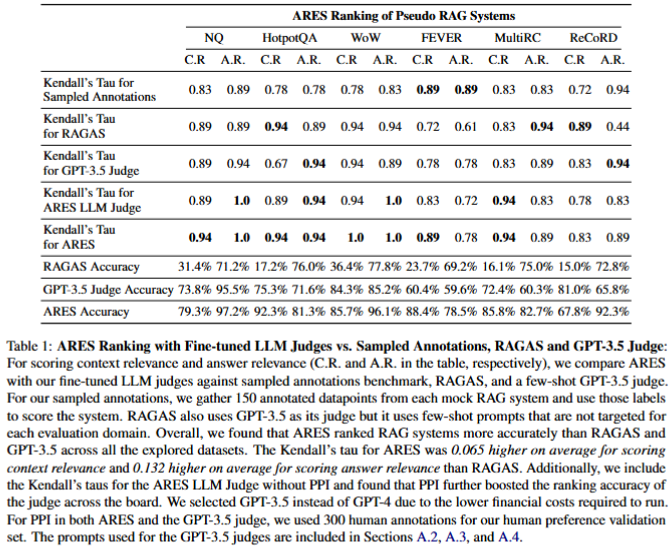 ARES Ranking of Pseudo RAG Systems
NQ HotpotQA WoW FEVER MultiRC ReCoRD
C.R A.R. C.R A.R. C.R A.R. C.R A.R. C.R A.R. C.R A.R.
Kendall's Tau for
Sampled Annotations 0.83 0.89 0.78 0.78 0.78 0.83 0.89 0.89 0.83 0.83 0.72 0.94
Kendall's Tau
for RAGAS 0.89 0.89 0.94 0.89 0.94 0.94 0.72 0.61 0.83 0.94 0.89 0.44
Kendall's Tau
for GPT-3.5 Judge 0.89 0.94 0.67 0.94 0.94 0.89 0.78 0.78 0.83 0.89 0.83 0.94
Kendall's Tau for
ARES LLM Judge 0.89 1.0 0.89 0.94 0.94 1.0 0.83 0.72 0.94 0.83 0.78 0.83
Kendall's Tau
for ARES 0.94 1.0 0.94 0.94 1.0 1.0 0.89 0.78 0.94 0.89 0.83 0.89
RAGAS Accuracy 31.4% 71.2% 17.2% 76.0% 36.4% 77.8% 23.7% 69.2% 16.1% 75.0% 15.0% 72.8%
GPT-3.5 Judge Accuracy 73.8% 95.5% 75.3% 71.6% 84.3% 85.2% 60.4% 59.6% 72.4% 60.3% 81.0% 65.8%
ARES Accuracy 79.3% 97.2% 92.3% 81.3% 85.7% 96.1% 88.4% 78.5% 85.8% 82.7% 67.8% 92.3%
Table 1: ARES Ranking with Fine-tuned LLM Judges vs. Sampled Annotations, RAGAS and GPT-3.5 Judge:
For scoring context relevance and answer relevance (C.R. and A.R. in the table, respectively), we compare ARES
with our fine-tuned LLM judges against sampled annotations benchmark, RAGAS, and a few-shot GPT-3.5 judge.
For our sampled annotations, we gather 150 annotated datapoints from each mock RAG system and use those labels
to score the system. RAGAS also uses GPT-3.5 as its judge but it uses few-shot prompts that are not targeted for
each evaluation domain. Overall, we found that ARES ranked RAG systems more accurately than RAGAS and
GPT-3.5 across all the explored datasets. The Kendall's tau for ARES was 0.065 higher on average for scoring
context relevance and 0.132 higher on average for scoring answer relevance than RAGAS. Additionally, we include
the Kendall's taus for the ARES LLM Judge without PPI and found that PPI further boosted the ranking accuracy of
the judge across the board. We selected GPT-3.5 instead of GPT-4 due to the lower financial costs required to run.
For PPI in both ARES and the GPT-3.5 judge, we used 300 human annotations for our human preference validation
set. The prompts used for the GPT-3.5 judges are included in Sections A.2, A.3, and A.4.